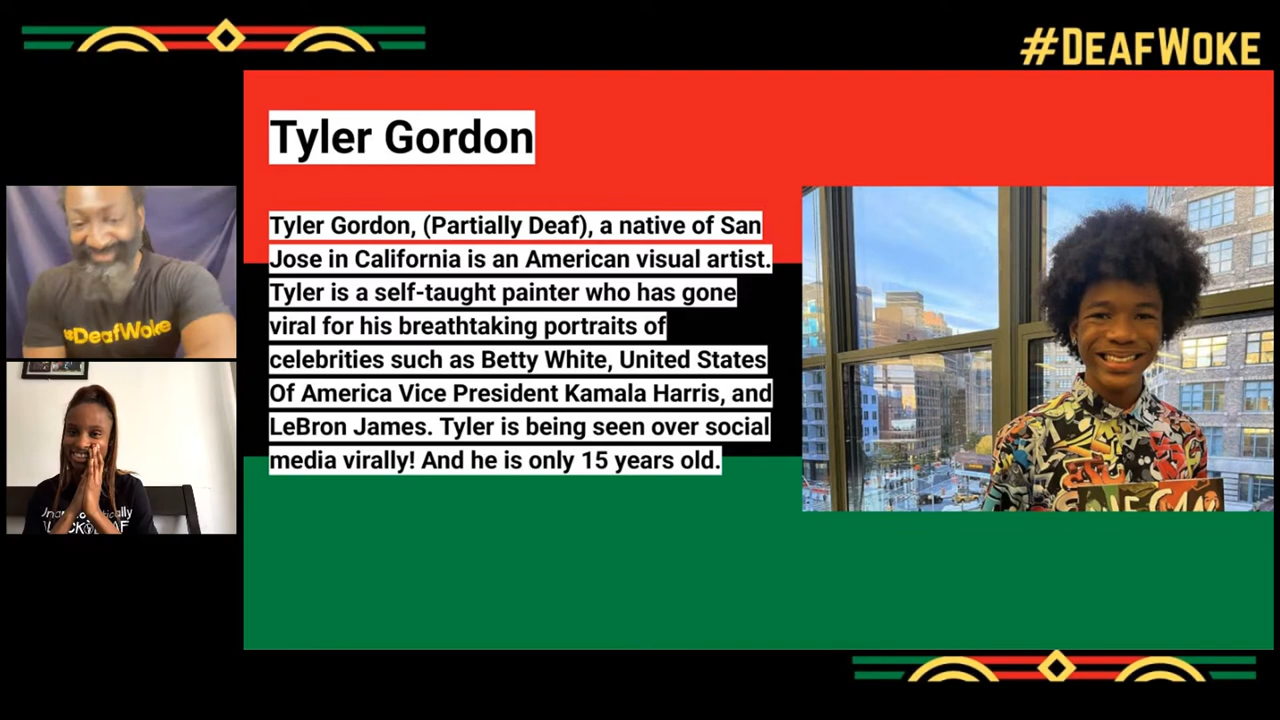 #DEAFWOKE
Tyler Gordon
Tyler Gordon, (Partially Deaf), a native of San
Jose in California is an American visual artist.
Tyler is a self-taught painter who has gone
viral for his breathtaking portraits of
celebrities such as Betty White, United States
Of America Vice President Kamala Harris, and
LeBron James. Tyler is being seen over social
media virally! And he is only 15 years old.
#DeafWoke